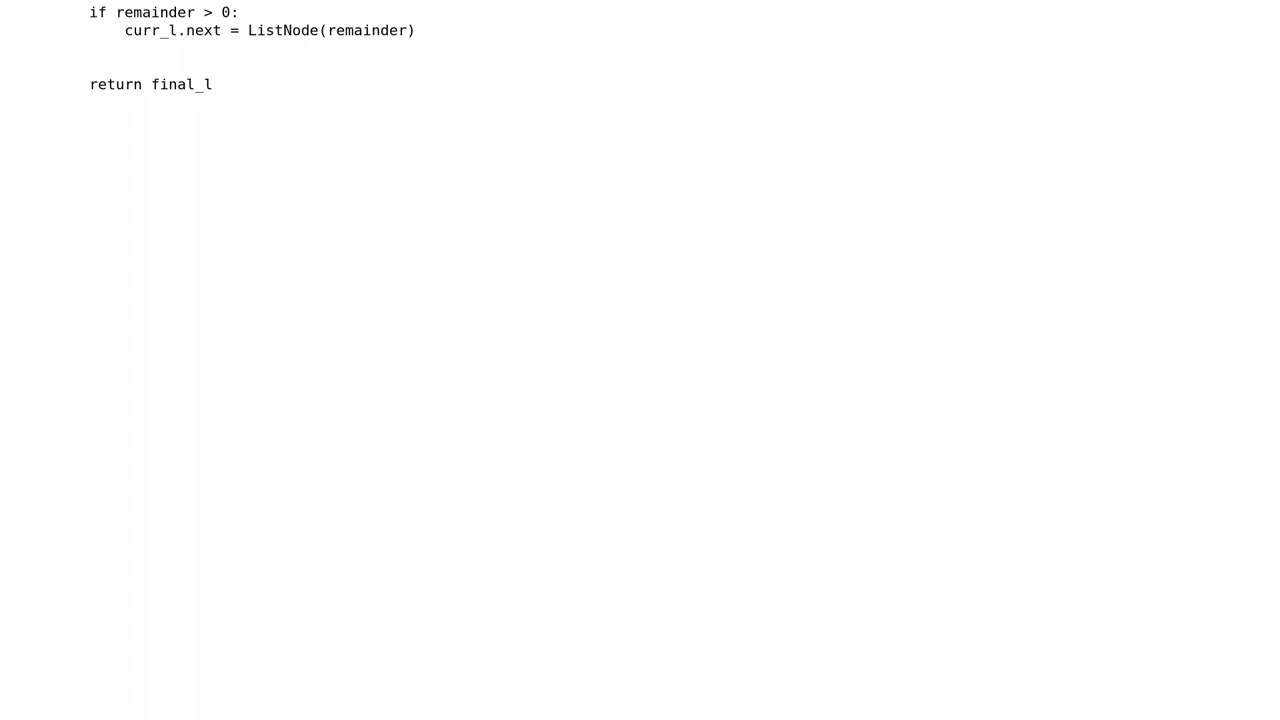 if remainder > 0:
    curr_l.next = ListNode(remainder)
return final_l